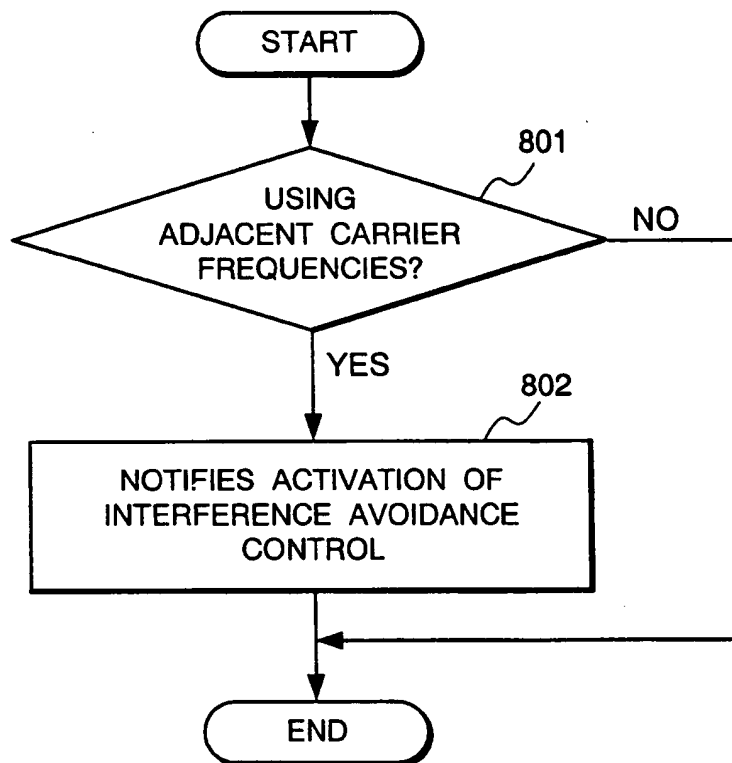 START
801
USING
ADJACENT CARRIER
FREQUENCIES?
NO
YES
802
NOTIFIES ACTIVATION OF
INTERFERENCE AVOIDANCE
CONTROL
END